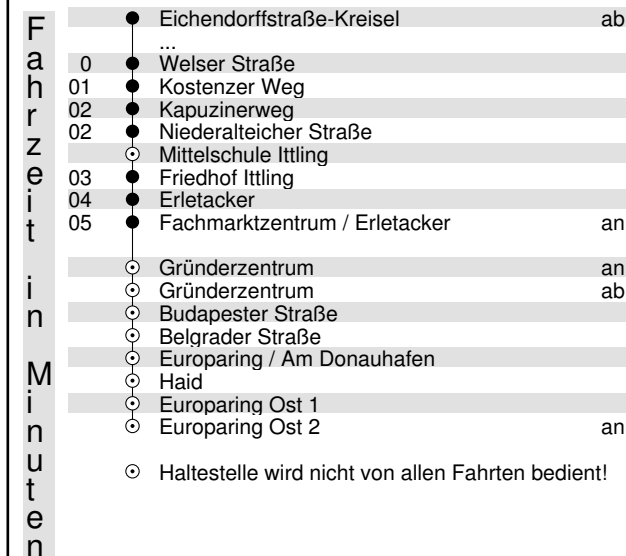 Fahrzeit in Minuten
Eichendorffstraße-Kreisel ab
...
0 Welser Straße
01 Kostenzer Weg
02 Kapuzinerweg
02 Niederalteicher Straße
Mittelschule Ittling
03 Friedhof Ittling
04 Erletacker
05 Fachmarktzentrum / Erletacker an
Gründerzentrum an
Gründerzentrum ab
Budapester Straße
Belgrader Straße
Europaring / Am Donauhafen
Haid
Europaring Ost 1
Europaring Ost 2 an
Haltestelle wird nicht von allen Fahrten bedient!